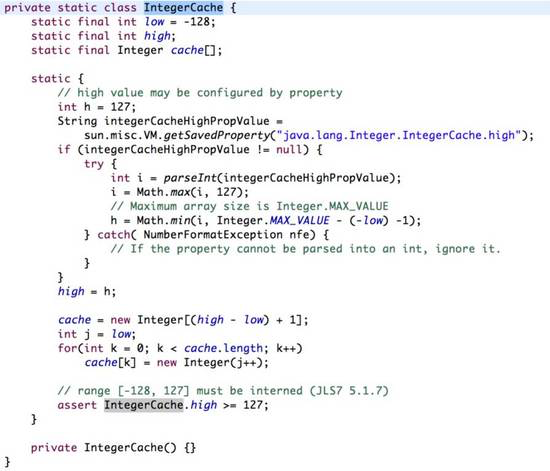 private static class IntegerCache {
    static final int low = -128;
    static final int high;
    static final Integer cache[];

    static {
        // high value may be configured by property
        int h = 127;
        String integerCacheHighPropValue =
            sun.misc.VM.getSavedProperty("java.lang.Integer.IntegerCache.high");
        if (integerCacheHighPropValue != null) {
            try {
                int i = parseInt(integerCacheHighPropValue);
                i = Math.max(i, 127);
                // Maximum array size is Integer.MAX_VALUE
                h = Math.min(i, Integer.MAX_VALUE - (-low) -1);
            } catch( NumberFormatException nfe) {
                // If the property cannot be parsed into an int, ignore it.
            }
        }
        high = h;

        cache = new Integer[(high - low) + 1];
        int j = low;
        for(int k = 0; k < cache.length; k++)
            cache[k] = new Integer(j++);

        // range [-128, 127] must be interned (JLS7 5.1.7)
        assert IntegerCache.high >= 127;
    }

    private IntegerCache() {}
}